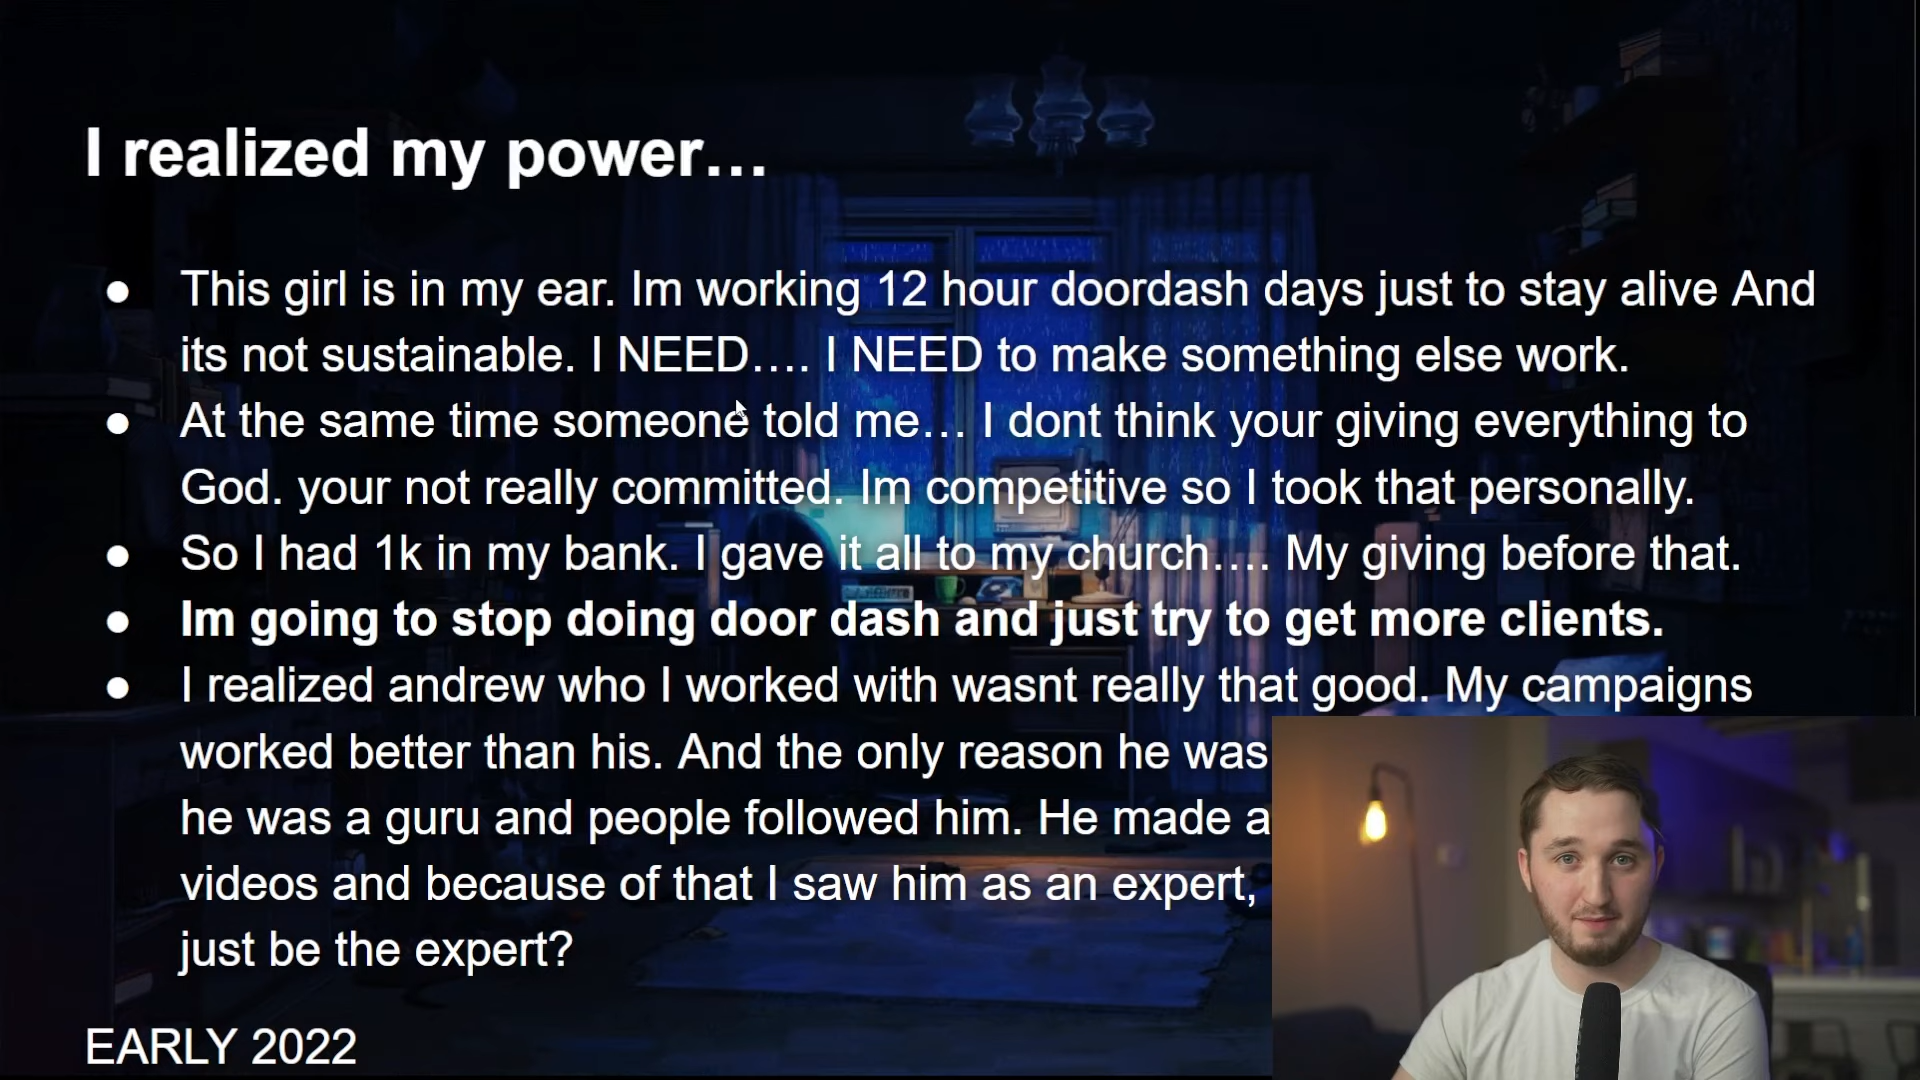 I realized my power…
● This girl is in my ear. Im working 12 hour doordash days just to stay alive And
its not sustainable. I NEED…. I NEED to make something else work.
● At the same time someone told me… I dont think your giving everything to
God. your not really committed. Im competitive so I took that personally.
● So I had 1k in my bank. I gave it all to my church…. My giving before that.
● Im going to stop doing door dash and just try to get more clients.
● I realized andrew who I worked with wasnt really that good. My campaigns
worked better than his. And the only reason he was
he was a guru and people followed him. He made a
videos and because of that I saw him as an expert,
just be the expert?
EARLY 2022